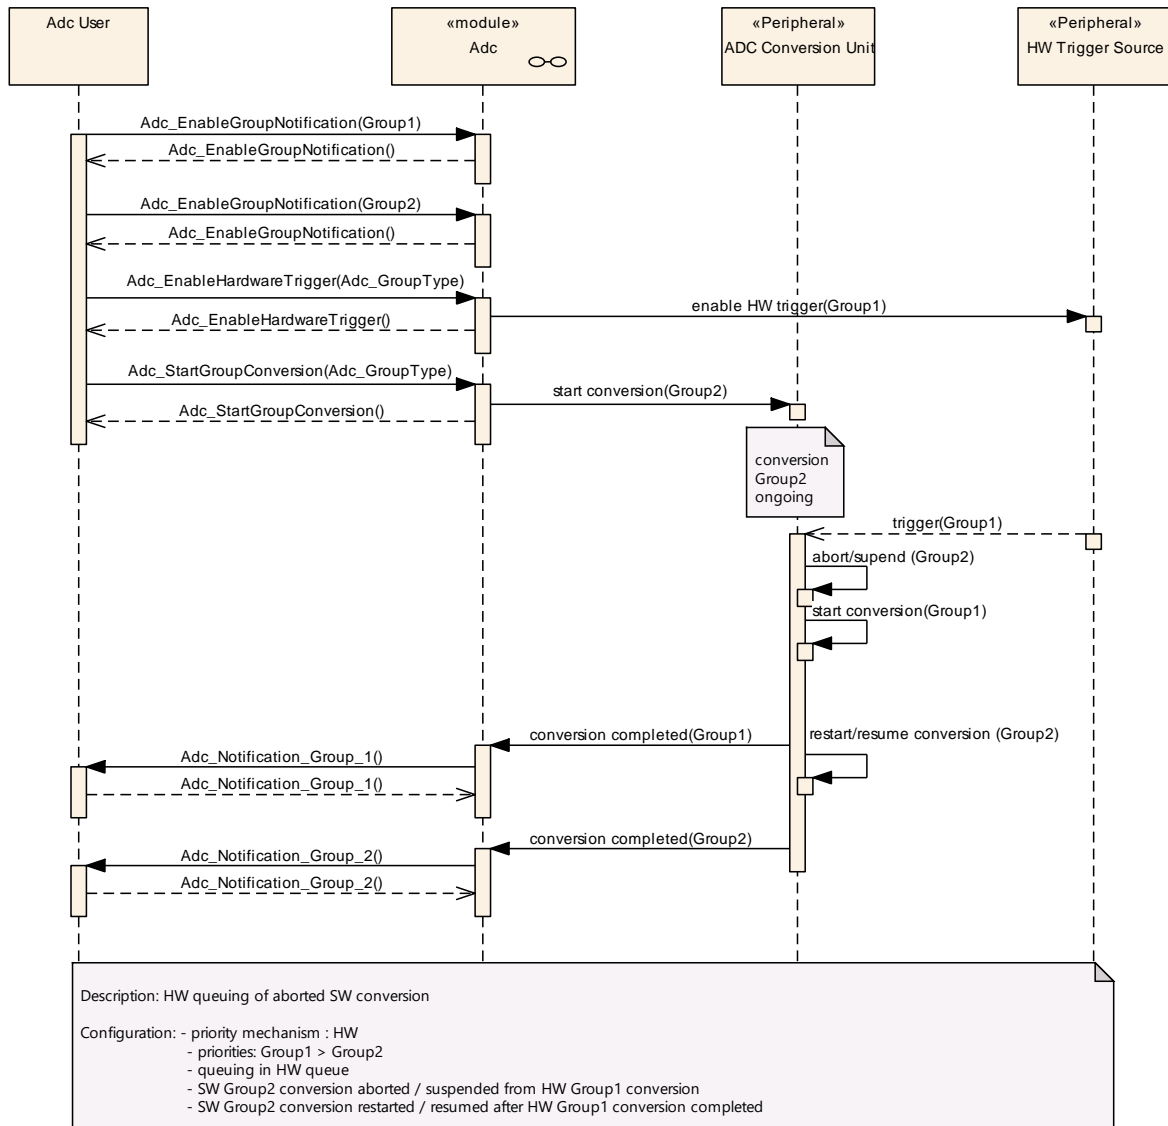 Adc User
«module»
Adc
«Peripheral»
ADC Conversion Unit
«Peripheral»
HW Trigger Source
Adc_EnableGroupNotification(Group1)
Adc_EnableGroupNotification()
Adc_EnableGroupNotification(Group2)
Adc_EnableGroupNotification()
Adc_EnableHardwareTrigger(Adc_GroupType)
enable HW trigger(Group1)
Adc_EnableHardwareTrigger()
Adc_StartGroupConversion(Adc_GroupType)
start conversion(Group2)
Adc_StartGroupConversion()
conversion
Group2
ongoing
trigger(Group1)
abort/supend (Group2)
start conversion(Group1)
conversion completed(Group1)
restart/resume conversion (Group2)
Adc_Notification_Group_1()
Adc_Notification_Group_1()
conversion completed(Group2)
Adc_Notification_Group_2()
Adc_Notification_Group_2()
Description: HW queuing of aborted SW conversion
Configuration: - priority mechanism : HW
- priorities: Group1 > Group2
- queuing in HW queue
- SW Group2 conversion aborted / suspended from HW Group1 conversion
- SW Group2 conversion restarted / resumed after HW Group1 conversion completed